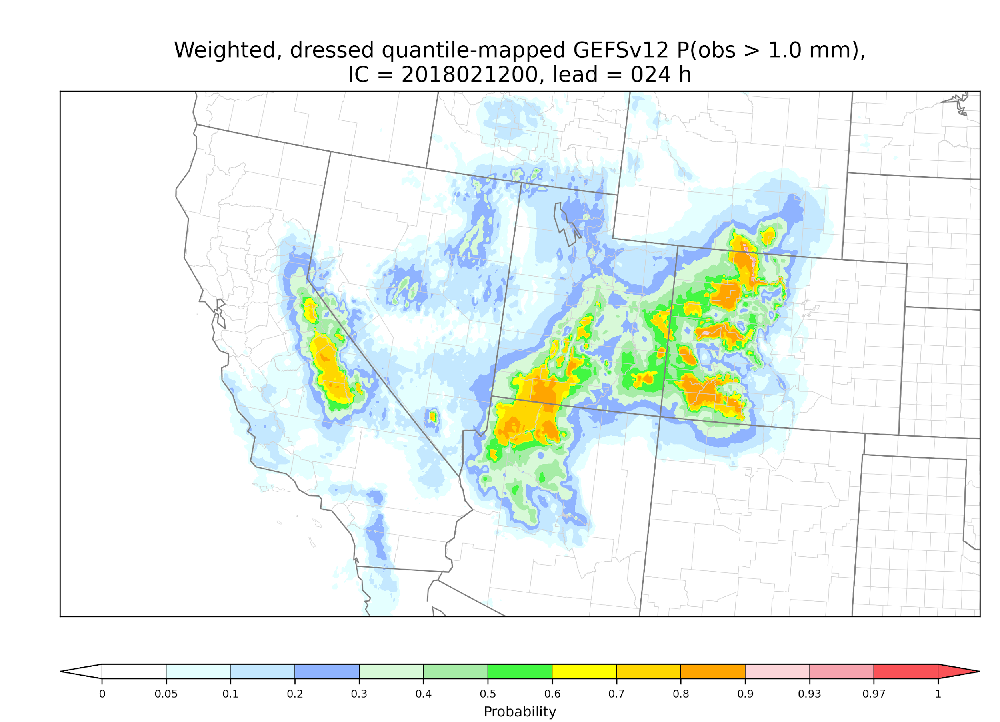 Weighted, dressed quantile-mapped GEFSv12 P(obs > 1.0 mm),
IC = 2018021200, lead = 024 h
0 0.05 0.1 0.2 0.3 0.4 0.5 0.6 0.7 0.8 0.9 0.93 0.97 1
Probability